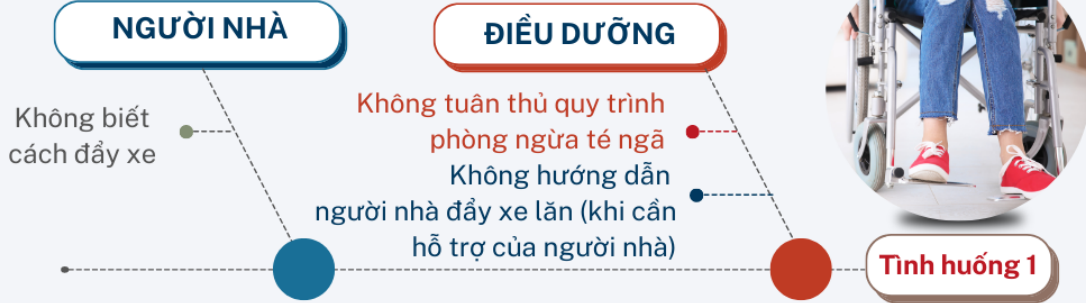 NGƯỜI NHÀ
Không biết
cách đẩy xe
ĐIỀU DƯỠNG
Không tuân thủ quy trình
phòng ngừa té ngã
Không hướng dẫn
người nhà đẩy xe lăn (khi cần
hỗ trợ của người nhà)
Tình huống 1